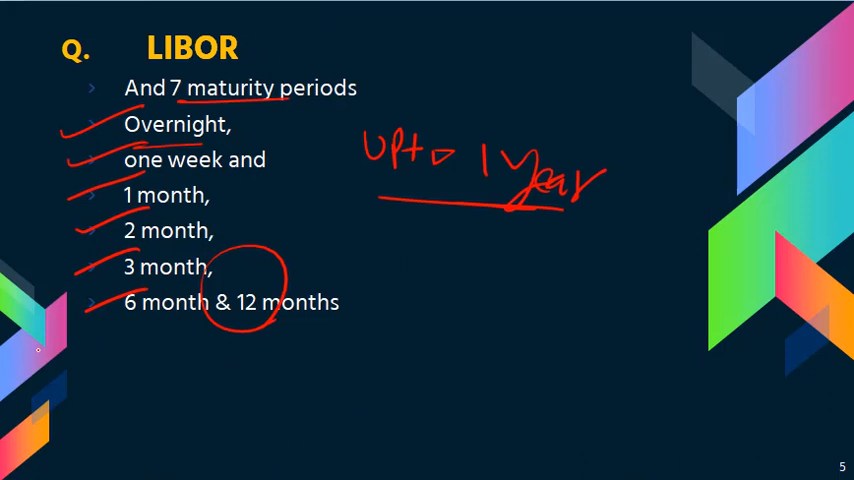 Q. LIBOR
And 7 maturity periods
Overnight,
one week and
upto 1 year
1 month,
2 month,
3 month,
6 month & 12 months
5